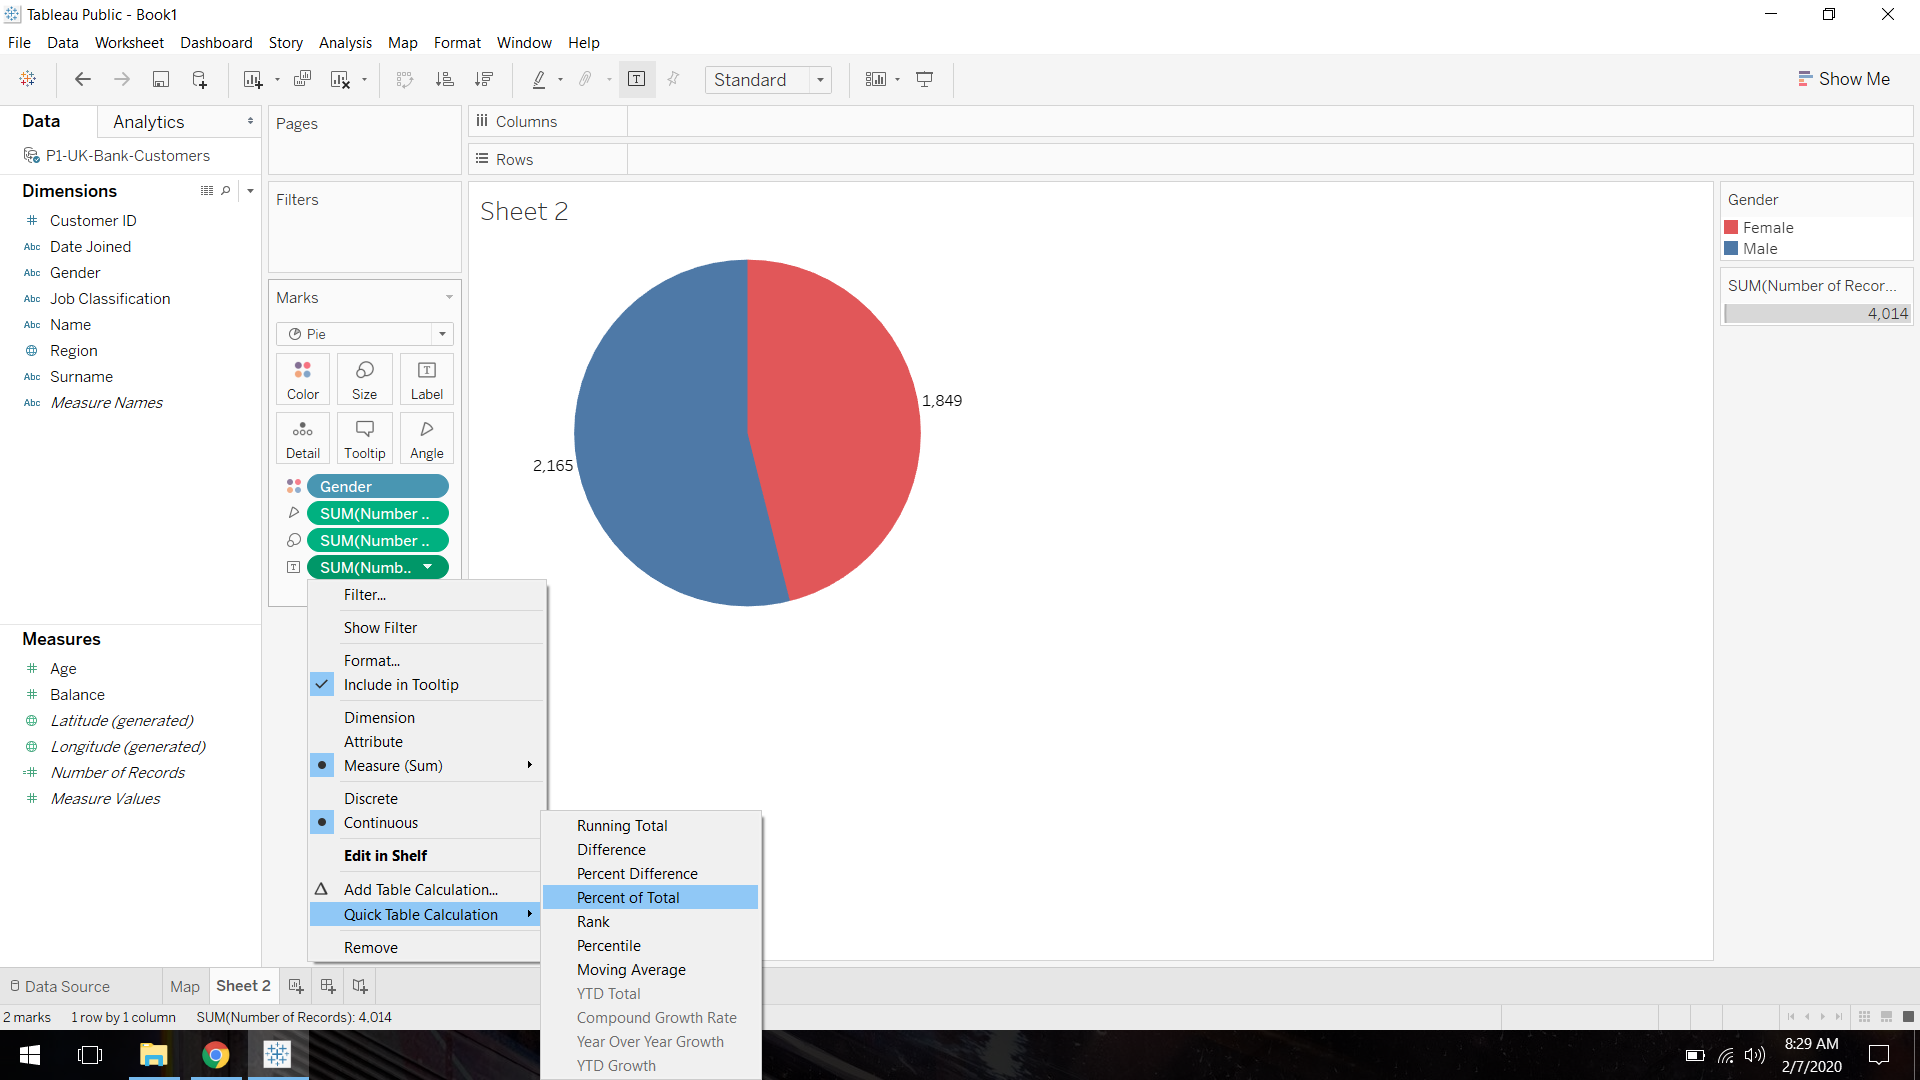 Tableau Public - Book1
File Data Worksheet Dashboard Story Analysis Map Format Window Help
Standard
Show Me
Data
Analytics
P1-UK-Bank-Customers
Dimensions
Customer ID
Abc Date Joined
Abc Gender
Abc Job Classification
Abc Name
Region
Abc Surname
Abc Measure Names
Measures
Age
Balance
Latitude (generated)
Longitude (generated)
Number of Records
Measure Values
Pages
Filters
Marks
Pie
Color Size Label
Detail Tooltip Angle
Gender
SUM(Number ..
SUM(Number ..
SUM(Numb..
Filter...
Show Filter
Format...
Include in Tooltip
Dimension
Attribute
Measure (Sum)
Discrete
Continuous
Edit in Shelf
Add Table Calculation...
Quick Table Calculation
Remove
Running Total
Difference
Percent Difference
Percent of Total
Rank
Percentile
Moving Average
YTD Total
Compound Growth Rate
Year Over Year Growth
YTD Growth
Columns
Rows
Sheet 2
1,849
2,165
Gender
Female
Male
SUM(Number of Recor...
4,014
Data Source Map Sheet 2
2 marks 1 row by 1 column SUM(Number of Records): 4,014
8:29 AM
2/7/2020